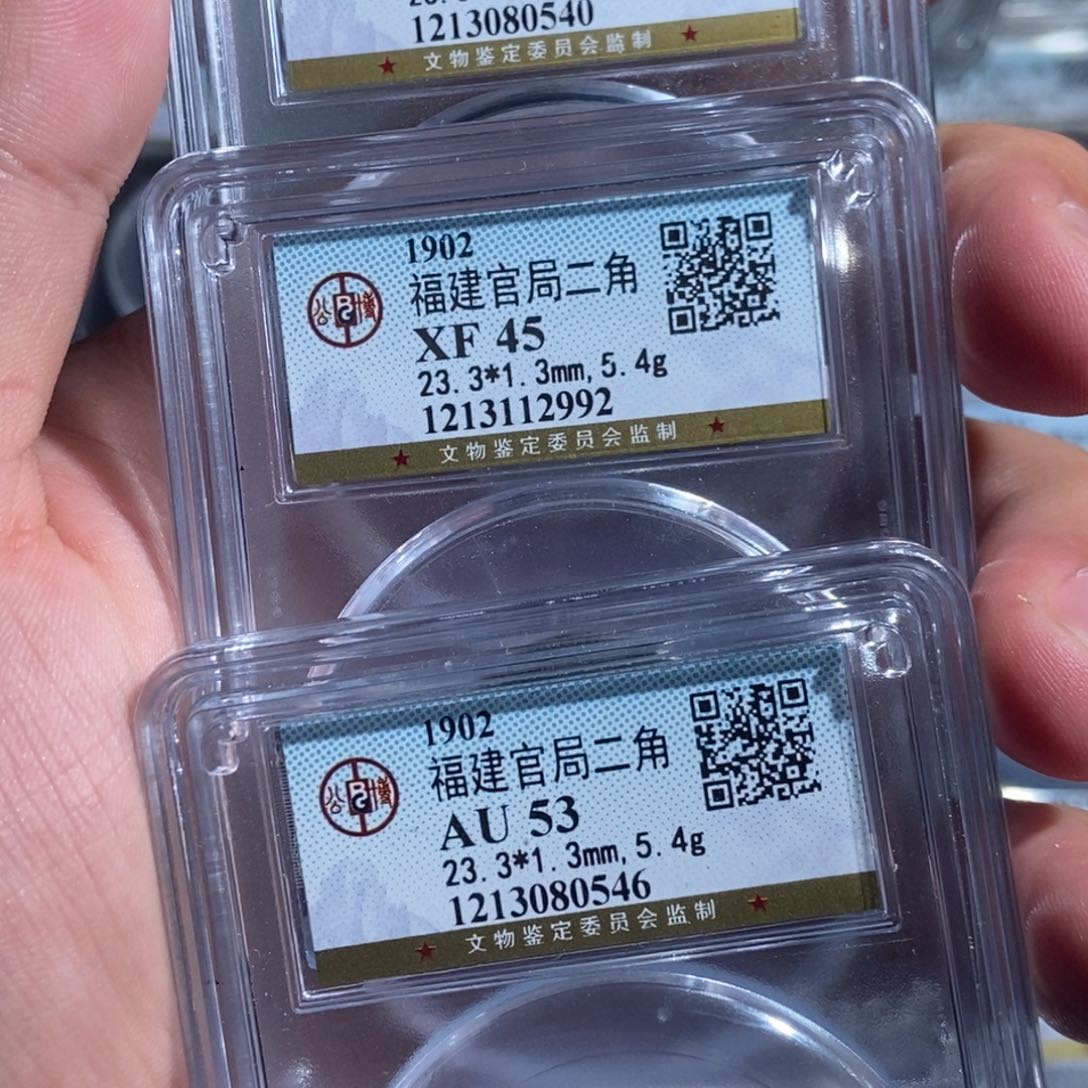 1213080540
文物鉴定委员会监制
1902
福建官局二角
XF 45
23.3*1.3mm,5.4g
1213112992
文物鉴定委员会监制
1902
福建官局二角
AU 53
23.3*1.3mm,5.4g
1213080546
文物鉴定委员会监制